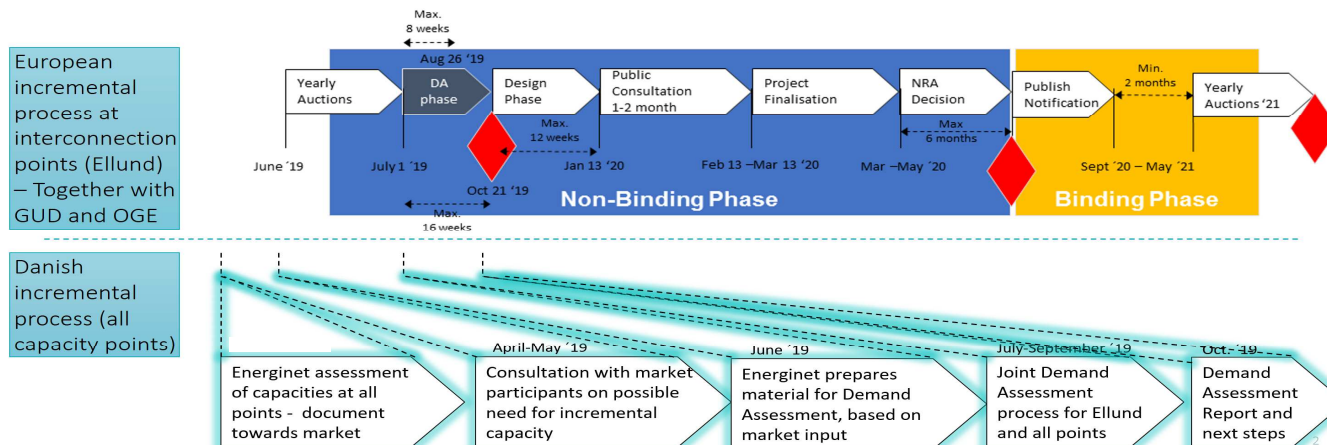 European
incremental
process at
interconnection
points (Ellund)
– Together with
GUD and OGE
Max.
8 weeks
Aug 26 ‘19
Yearly
Auctions
DA
phase
Design
Phase
Public
Consultation
1-2 month
Project
Finalisation
NRA
Decision
Publish
Notification
Min.
2 months
Yearly
Auctions ‘21
Max.
12 weeks
Max
6 months
June ´19
July 1 ´19
Jan 13 ‘20
Feb 13 –Mar 13 ‘20
Mar –May ´20
Sept ´20 – May ´21
Oct 21 ‘19
Non-Binding Phase
Binding Phase
Max.
16 weeks
Danish
incremental
process (all
capacity points)
April-May ´19
June ´19
July-September ´19
Oct. ´19
Energinet assessment
of capacities at all
points - document
towards market
Consultation with market
participants on possible
need for incremental
capacity
Energinet prepares
material for Demand
Assessment, based on
market input
Joint Demand
Assessment
process for Ellund
and all points
Demand
Assessment
Report and
next steps
2